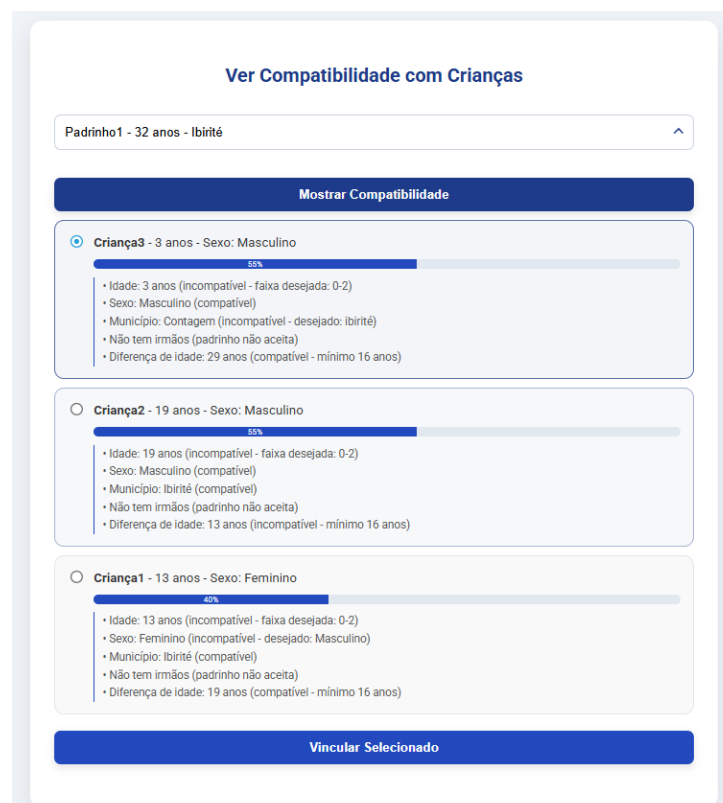 Ver Compatibilidade com Crianças
Padrinho1 - 32 anos - Ibirité
Mostrar Compatibilidade
Criança3 - 3 anos - Sexo: Masculino
55%
• Idade: 3 anos (incompatível - faixa desejada: 0-2)
• Sexo: Masculino (compatível)
• Município: Contagem (incompatível - desejado: ibirité)
• Não tem irmãos (padrinho não aceita)
• Diferença de idade: 29 anos (compatível - mínimo 16 anos)
Criança2 - 19 anos - Sexo: Masculino
55%
• Idade: 19 anos (incompatível - faixa desejada: 0-2)
• Sexo: Masculino (compatível)
• Município: Ibirité (compatível)
• Não tem irmãos (padrinho não aceita)
• Diferença de idade: 13 anos (incompatível - mínimo 16 anos)
Criança1 - 13 anos - Sexo: Feminino
40%
• Idade: 13 anos (incompatível - faixa desejada: 0-2)
• Sexo: Feminino (incompatível - desejado: Masculino)
• Município: Ibirité (compatível)
• Não tem irmãos (padrinho não aceita)
• Diferença de idade: 19 anos (compatível - mínimo 16 anos)
Vincular Selecionado